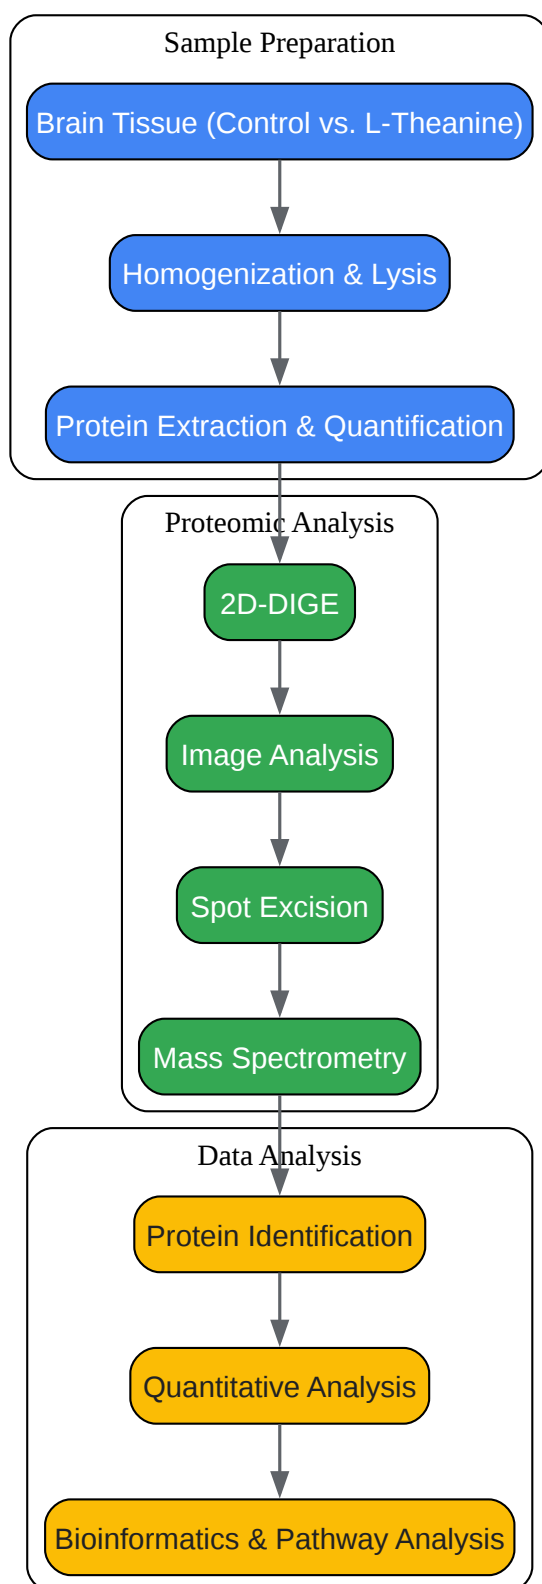 Sample Preparation
Brain Tissue (Control vs. L-Theanine)
Homogenization & Lysis
Protein Extraction & Quantification
Proteomic Analysis
2D-DIGE
Image Analysis
Spot Excision
Mass Spectrometry
Data Analysis
Protein Identification
Quantitative Analysis
Bioinformatics & Pathway Analysis